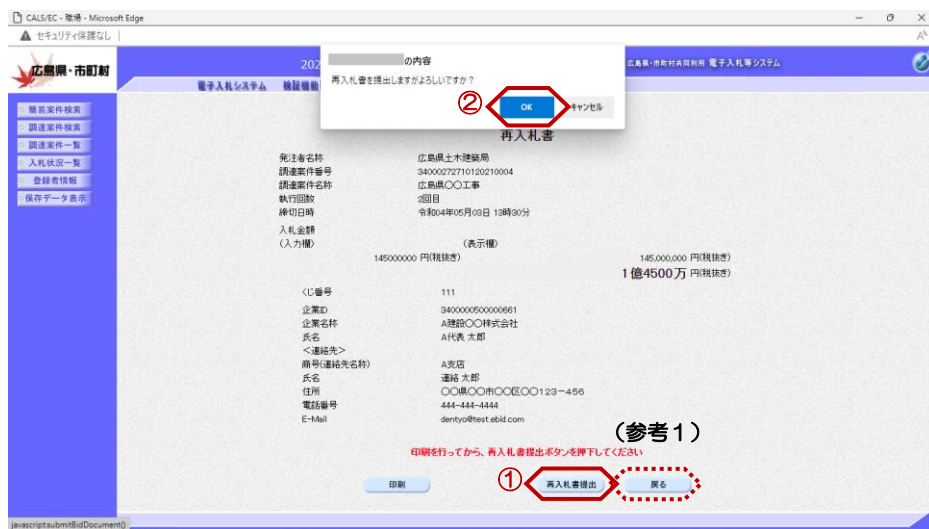 CALS/EC - 職場 - Microsoft Edge
セキュリティ保護なし
広島県・市町村
202
広島県・市町村共同利用 電子入札等システム
電子入札システム 検証機能
の内容
再入札書を提出しますがよろしいですか？
② OK キャンセル
簡易案件検索
調達案件検索
調達案件一覧
入札状況一覧
登録者情報
保存データ表示
再入札書
発注者名称 広島県土木建築局
調達案件番号 34000272710120210004
調達案件名称 広島県〇〇工事
執行回数 2回目
締切日時 令和04年05月03日 13時30分
入札金額
(入力欄) (表示欄)
145000000 円(税抜き) 145,000,000 円(税抜き)
1億4500万 円(税抜き)
くじ番号 111
企業ID 3400000500000661
企業名称 A建設〇〇株式会社
氏名 A代表 太郎
<連絡先>
商号(連絡先名称) A支店
氏名 連絡 太郎
住所 〇〇県〇〇市〇〇区〇〇123-456
電話番号 444-444-4444
E-Mail dentyo@test.ebid.com
（参考１）
印刷を行ってから、再入札書提出ボタンを押下してください
印刷 ① 再入札書提出 戻る
javascript:submitBidDocument()